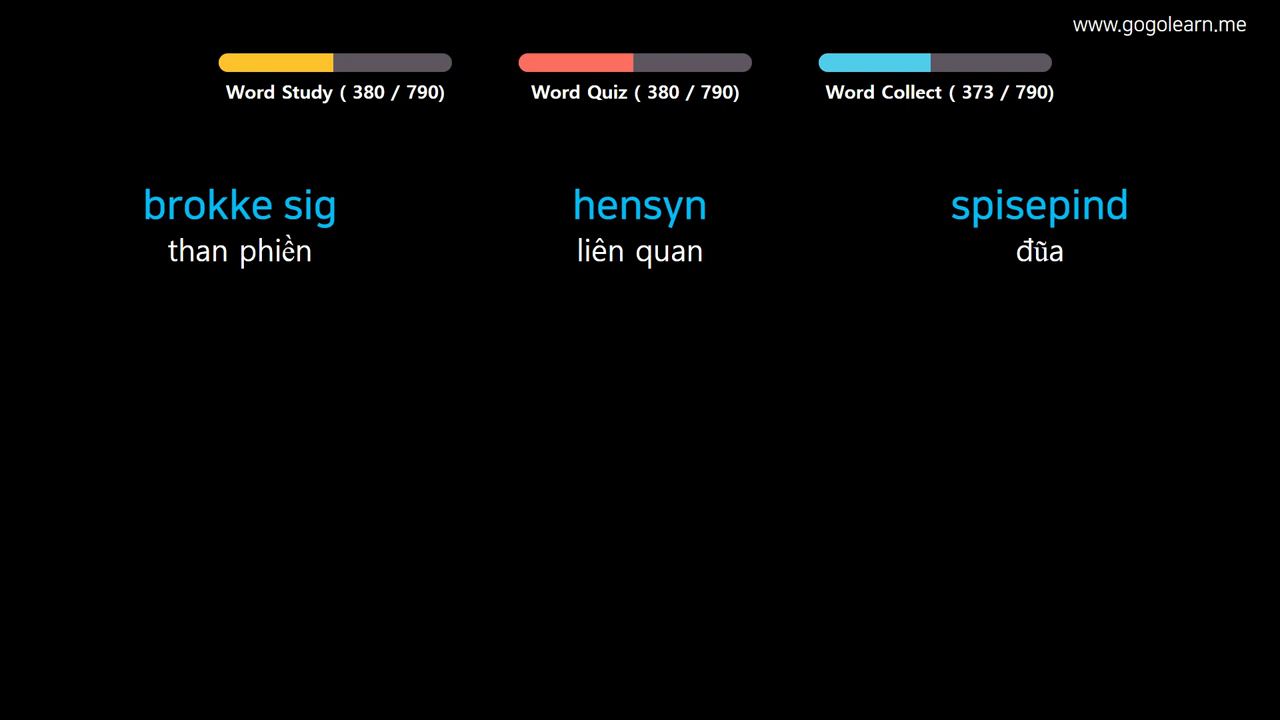 www.gogolearn.me
Word Study ( 380 / 790)
Word Quiz ( 380 / 790)
Word Collect ( 373 / 790)
brokke sig
than phiền
hensyn
liên quan
spisepind
đũa